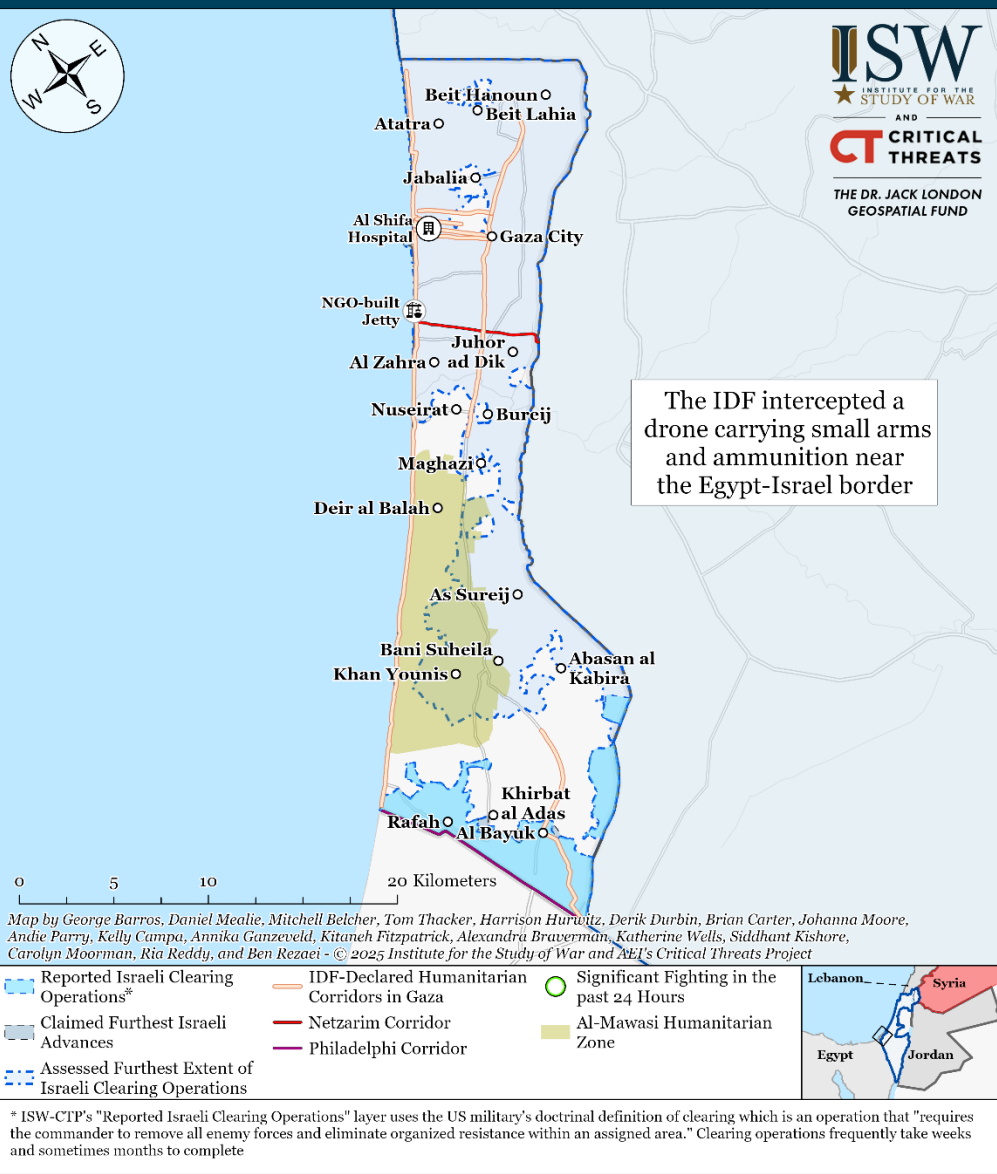 N
E
W
S
ISW
INSTITUTE FOR THE
STUDY OF WAR
AND
CT CRITICAL
THREATS
THE DR. JACK LONDON
GEOSPATIAL FUND
Beit Hanoun
Beit Lahia
Atatra
Jabalia
Al Shifa
Hospital
Gaza City
NGO-built
Jetty
Juhor
ad Dik
Al Zahra
Nuseirat
Bureij
The IDF intercepted a
drone carrying small arms
and ammunition near
the Egypt-Israel border
Maghazi
Deir al Balah
As Sureij
Bani Suheila
Abasan al
Kabira
Khan Younis
Khirbat
al Adas
Rafah
Al Bayuk
0 5 10 20 Kilometers
Map by George Barros, Daniel Mealie, Mitchell Belcher, Tom Thacker, Harrison Hurwitz, Derik Durbin, Brian Carter, Johanna Moore,
Andie Parry, Kelly Campa, Annika Ganzeveld, Kitaneh Fitzpatrick, Alexandra Braverman, Katherine Wells, Siddhant Kishore,
Carolyn Moorman, Ria Reddy, and Ben Rezaei - © 2025 Institute for the Study of War and AEI's Critical Threats Project
Reported Israeli Clearing
Operations*
Claimed Furthest Israeli
Advances
Assessed Furthest Extent of
Israeli Clearing Operations
IDF-Declared Humanitarian
Corridors in Gaza
Netzarim Corridor
Philadelphi Corridor
Significant Fighting in the
past 24 Hours
Al-Mawasi Humanitarian
Zone
Lebanon
Syria
Egypt
Jordan
* ISW-CTP's "Reported Israeli Clearing Operations" layer uses the US military's doctrinal definition of clearing which is an operation that "requires
the commander to remove all enemy forces and eliminate organized resistance within an assigned area." Clearing operations frequently take weeks
and sometimes months to complete